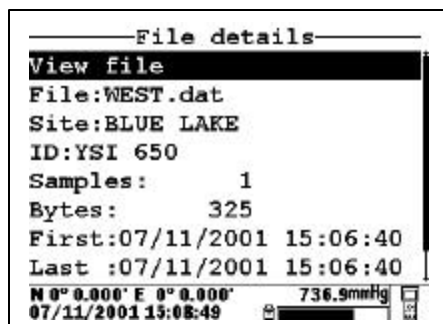 File details
View file
File:WEST.dat
Site:BLUE LAKE
ID:YSI 650
Samples: 1
Bytes: 325
First:07/11/2001 15:06:40
Last :07/11/2001 15:06:40
N 0° 0.000' E 0° 0.000' 736.9mmHg
07/11/2001 15:08:49